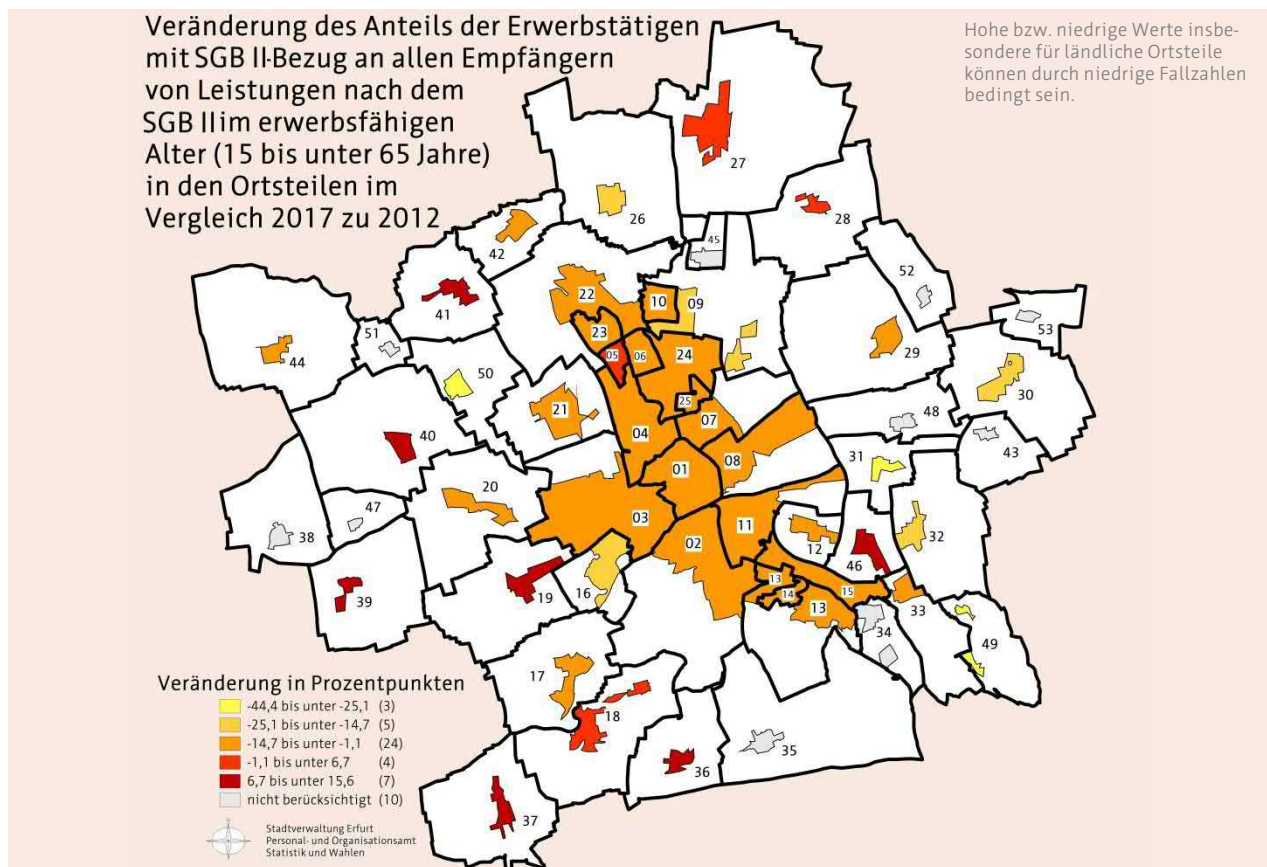 Veränderung des Anteils der Erwerbstätigen
mit SGB II-Bezug an allen Empfängern
von Leistungen nach dem
SGB II im erwerbsfähigen
Alter (15 bis unter 65 Jahre)
in den Ortsteilen im
Vergleich 2017 zu 2012
Hohe bzw. niedrige Werte insbe-
sondere für ländliche Ortsteile
können durch niedrige Fallzahlen
bedingt sein.
27
28
26
45
42
52
22
10
09
41
53
51
23
44
05
06
24
29
50
30
25
21
07
48
40
04
43
31
08
01
20
47
03
11
38
02
12
32
46
13
16
19
39
14
15
13
33
34
49
17
18
35
36
37
Veränderung in Prozentpunkten
-44,4 bis unter -25,1 (3)
-25,1 bis unter -14,7 (5)
-14,7 bis unter -1,1 (24)
-1,1 bis unter 6,7 (4)
6,7 bis unter 15,6 (7)
nicht berücksichtigt (10)
N
Stadtverwaltung Erfurt
Personal- und Organisationsamt
Statistik und Wahlen